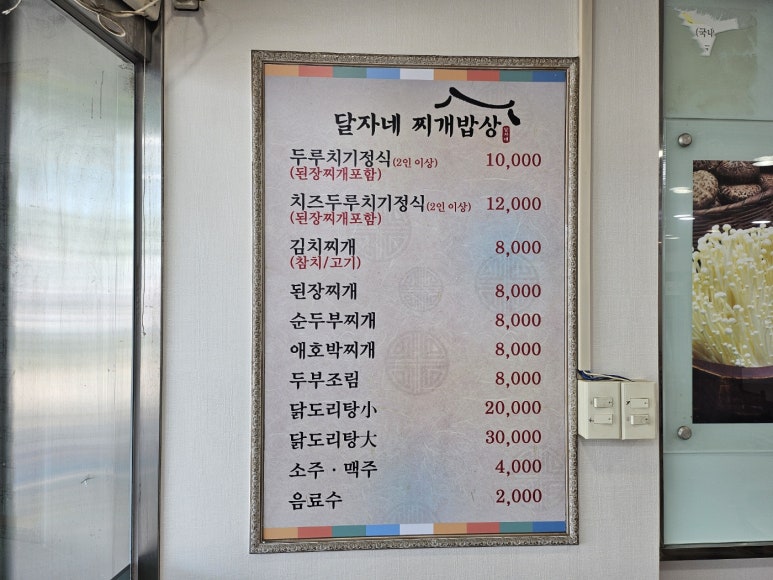 달자네 찌개밥상
두루치기정식(2인 이상) 10,000
(된장찌개포함)
치즈두루치기정식(2인 이상) 12,000
(된장찌개포함)
김치찌개 8,000
(참치/고기)
된장찌개 8,000
순두부찌개 8,000
애호박찌개 8,000
두부조림 8,000
닭도리탕小 20,000
닭도리탕大 30,000
소주 · 맥주 4,000
음료수 2,000
(국내